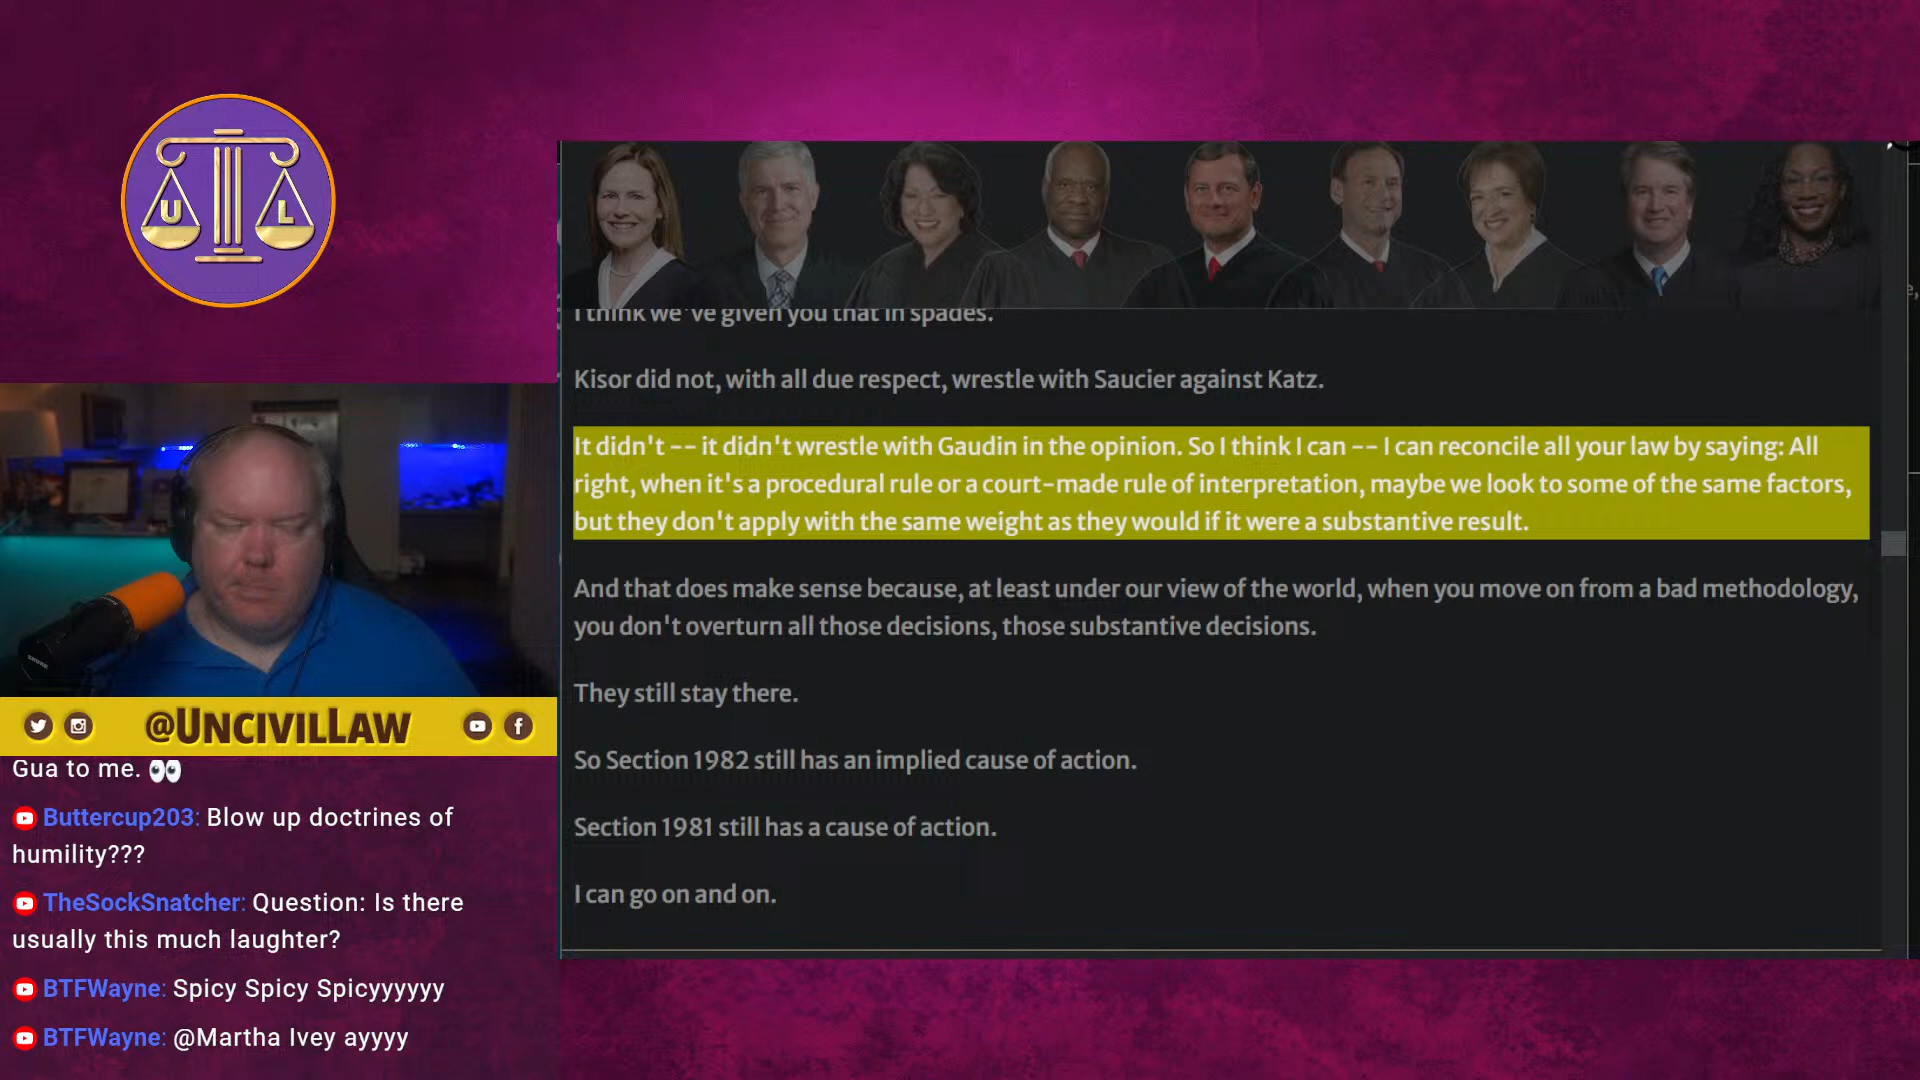 U L
I think we've given you that in spades.
Kisor did not, with all due respect, wrestle with Saucier against Katz.
It didn't -- it didn't wrestle with Gaudin in the opinion. So I think I can -- I can reconcile all your law by saying: All
right, when it's a procedural rule or a court-made rule of interpretation, maybe we look to some of the same factors,
but they don't apply with the same weight as they would if it were a substantive result.
And that does make sense because, at least under our view of the world, when you move on from a bad methodology,
you don't overturn all those decisions, those substantive decisions.
They still stay there.
So Section 1982 still has an implied cause of action.
Section 1981 still has a cause of action.
I can go on and on.
SHURE
@UNCIVILLAW
Gua to me. 👀
Buttercup203: Blow up doctrines of
humility???
TheSockSnatcher: Question: Is there
usually this much laughter?
BTFWayne: Spicy Spicy Spicyyyyyy
BTFWayne: @Martha Ivey ayyyy